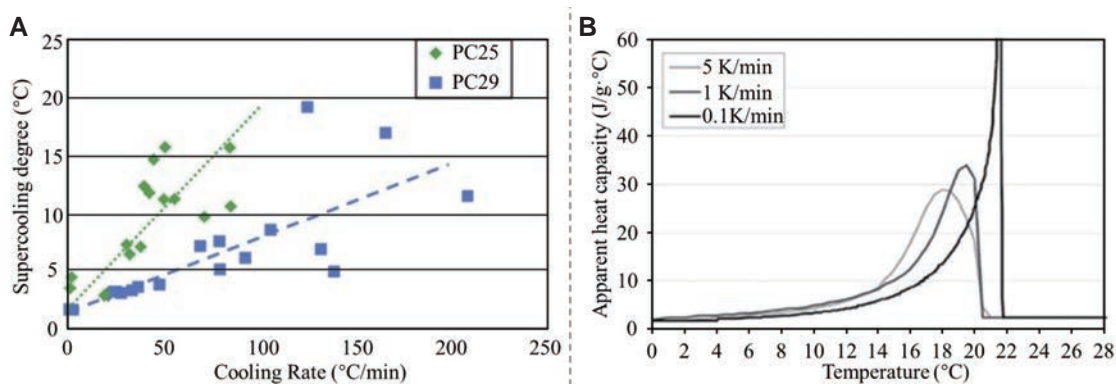 A
25
20
15
10
5
0
0 50 100 150 200 250
Supercooling degree (°C)
Cooling Rate (°C/min)
PC25
PC29
B
60
50
40
30
20
10
0
0 2 4 6 8 10 12 14 16 18 20 22 24 26 28
Apparent heat capacity (J/g·°C)
Temperature (°C)
5 K/min
1 K/min
0.1K/min